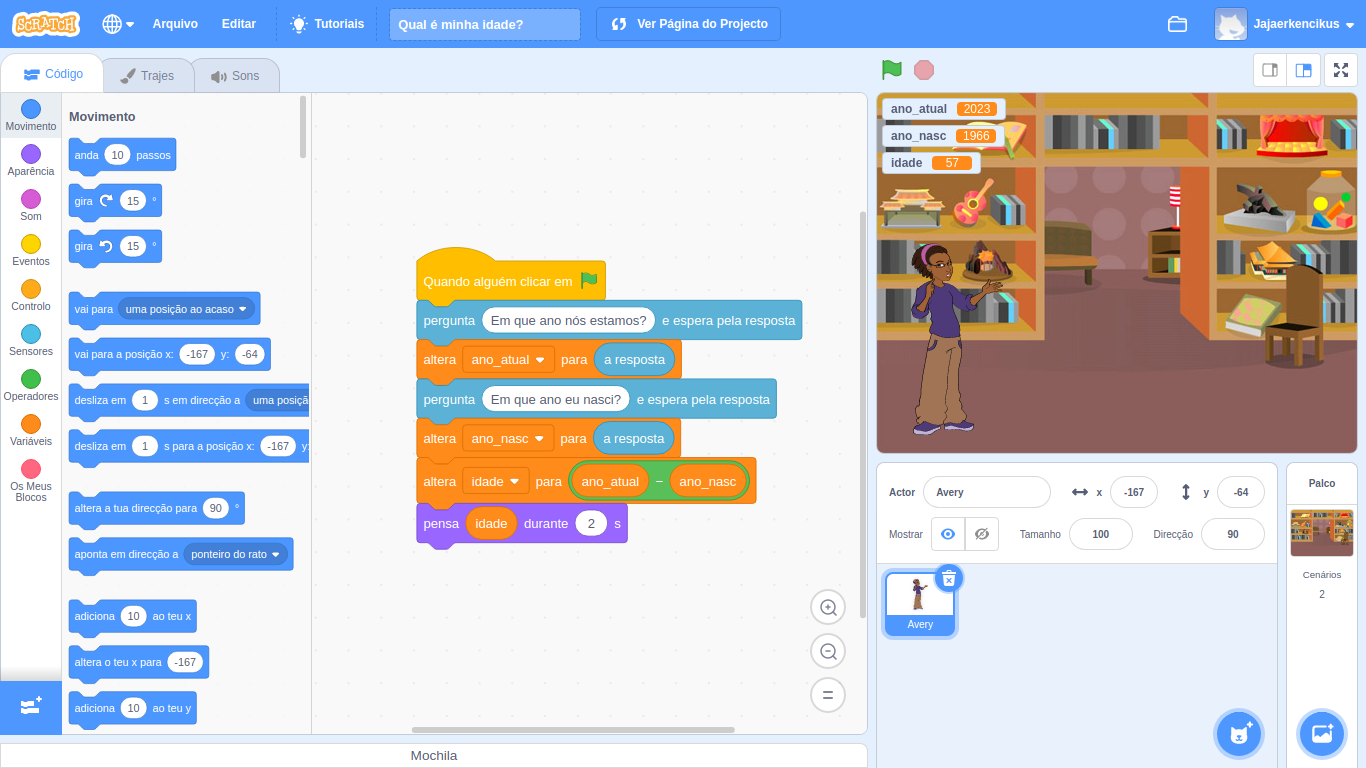 SCRATCH
Arquivo
Editar
Tutoriais
Qual é minha idade?
Ver Página do Projecto
Jajaerkencikus
Código
Trajes
Sons
Movimento
Aparência
Som
Eventos
Controlo
Sensores
Operadores
Variáveis
Os Meus
Blocos
Movimento
anda 10 passos
gira 15 °
gira 15 °
vai para uma posição ao acaso
vai para a posição x: -167 y: -64
desliza em 1 s em direcção a uma posiçã
desliza em 1 s para a posição x: -167 y
altera a tua direcção para 90 °
aponta em direcção a ponteiro do rato
adiciona 10 ao teu x
altera o teu x para -167
adiciona 10 ao teu y
Quando alguém clicar em
pergunta Em que ano nós estamos? e espera pela resposta
altera ano_atual para a resposta
pergunta Em que ano eu nasci? e espera pela resposta
altera ano_nasc para a resposta
altera idade para ano_atual − ano_nasc
pensa idade durante 2 s
Mochila
ano_atual 2023
ano_nasc 1966
idade 57
Actor Avery x -167 y -64
Mostrar Tamanho 100 Direcção 90
Avery
Palco
Cenários
2